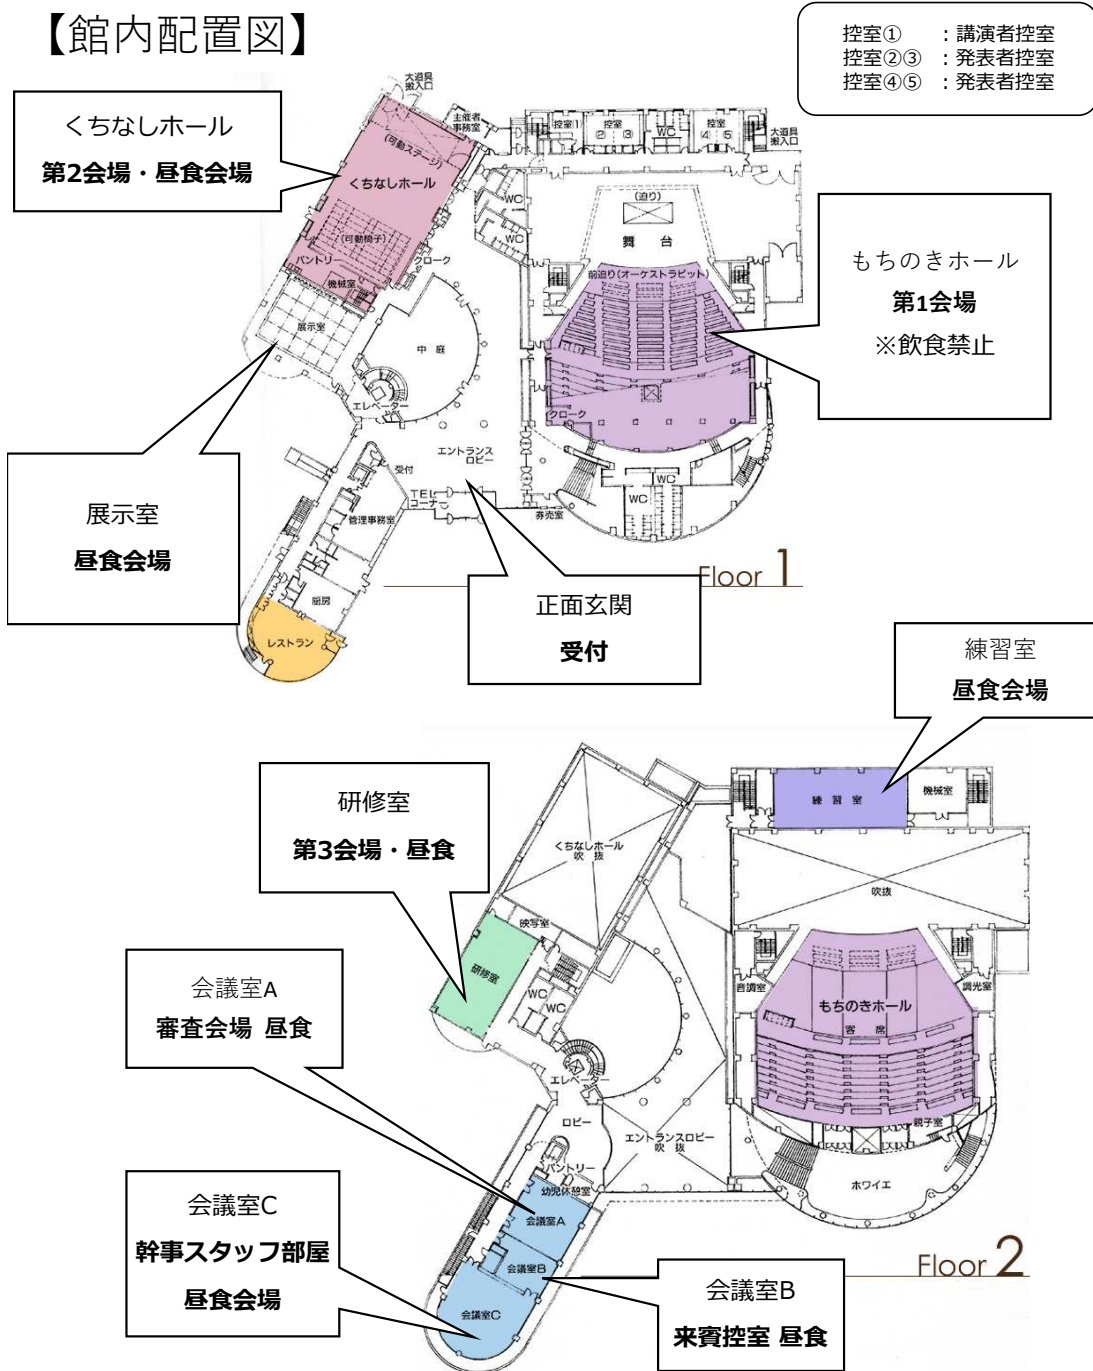 【館内配置図】
控室①　：講演者控室
控室②③　：発表者控室
控室④⑤　：発表者控室
くちなしホール
第2会場・昼食会場
大道具
搬入口
主催者
事務室
(可動ステージ)
くちなしホール
(可動椅子)
パントリー
クローク
機械室
展示室
控室①
控室
② ③
WC
控室
④ ⑤
大道具
搬入口
WC
WC
(迫り)
舞台
前迫り(オーケストラピット)
もちのきホール
第1会場
※飲食禁止
中庭
エレベーター
クローク
エントランス
ロビー
受付
TEL
コーナー
管理事務室
券売室
WC
WC
厨房
レストラン
展示室
昼食会場
正面玄関
受付
Floor 1
練習室
昼食会場
研修室
第3会場・昼食
練習室
機械室
くちなしホール
吹抜
吹抜
映写室
研修室
WC
WC
音調室
調光室
もちのきホール
客席
会議室A
審査会場 昼食
エレベーター
ロビー
エントランスロビー
吹抜
親子室
ホワイエ
パントリー
幼児休憩室
会議室A
会議室B
会議室C
会議室C
幹事スタッフ部屋
昼食会場
会議室B
来賓控室 昼食
Floor 2